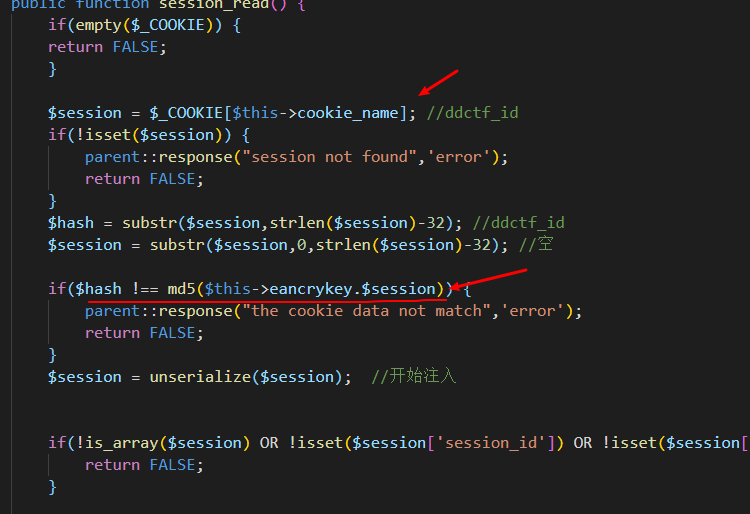 public function session_read() {
if(empty($_COOKIE)) {
return FALSE;
}
$session = $_COOKIE[$this->cookie_name]; //ddctf_id
if(!isset($session)) {
parent::response("session not found",'error');
return FALSE;
}
$hash = substr($session,strlen($session)-32); //ddctf_id
$session = substr($session,0,strlen($session)-32); //空
if($hash !== md5($this->eancrykey.$session)) {
parent::response("the cookie data not match",'error');
return FALSE;
}
$session = unserialize($session);  //开始注入
if(!is_array($session) OR !isset($session['session_id']) OR !isset($session[
return FALSE;
}